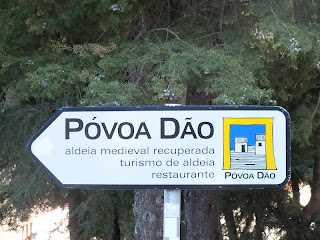 PÓVOA DÃO
aldeia medieval recuperada
turismo de aldeia
restaurante
PÓVOA DÃO